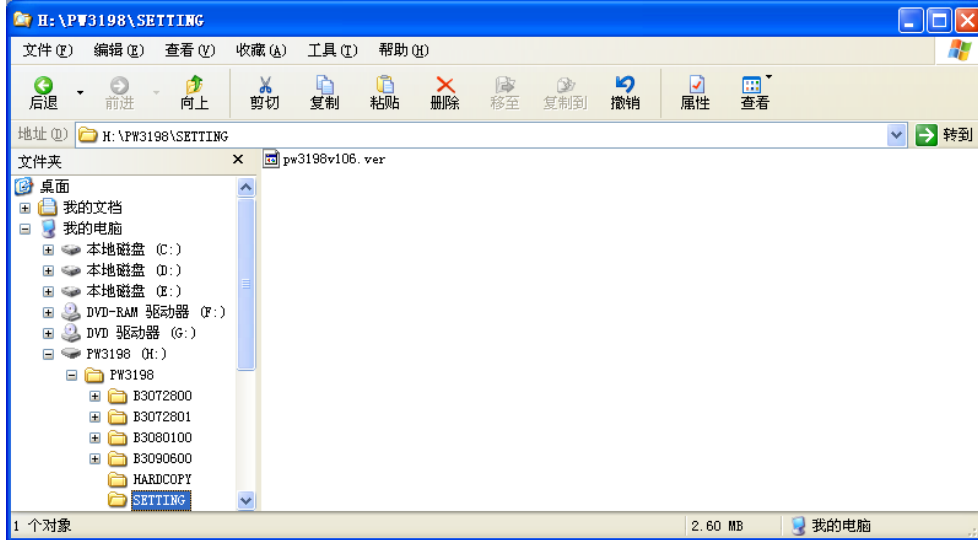 H:\PW3198\SETTING
文件(F) 编辑(E) 查看(V) 收藏(A) 工具(T) 帮助(H)
后退 前进 向上 剪切 复制 粘贴 删除 移至 复制到 撤销 属性 查看
地址(D) H:\PW3198\SETTING 转到
文件夹 × pw3198v106.ver
桌面
我的文档
我的电脑
本地磁盘 (C:)
本地磁盘 (D:)
本地磁盘 (E:)
DVD-RAM 驱动器 (F:)
DVD 驱动器 (G:)
PW3198 (H:)
PW3198
B3072800
B3072801
B3080100
B3090600
HARDCOPY
SETTING
1 个对象 2.60 MB 我的电脑